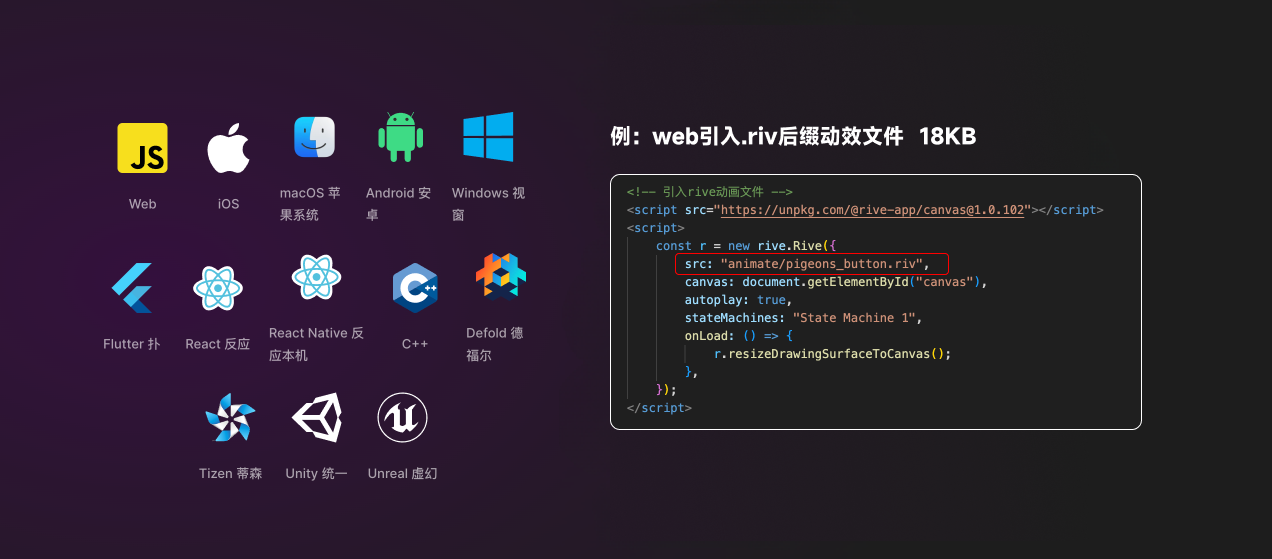 JS
Web
iOS
macOS 苹
果系统
Android 安
卓
Windows 视
窗
Flutter 扑
React 反应
React Native 反
应本机
C++
C++
Defold 德
福尔
Tizen 蒂森
Unity 统一
Unreal 虚幻
例：web引入.riv后缀动效文件 18KB
<!-- 引入rive动画文件 -->
<script src="https://unpkg.com/@rive-app/canvas@1.0.102"></script>
<script>
const r = new rive.Rive({
src: "animate/pigeons_button.riv",
canvas: document.getElementById("canvas"),
autoplay: true,
stateMachines: "State Machine 1",
onLoad: () => {
r.resizeDrawingSurfaceToCanvas();
},
});
</script>